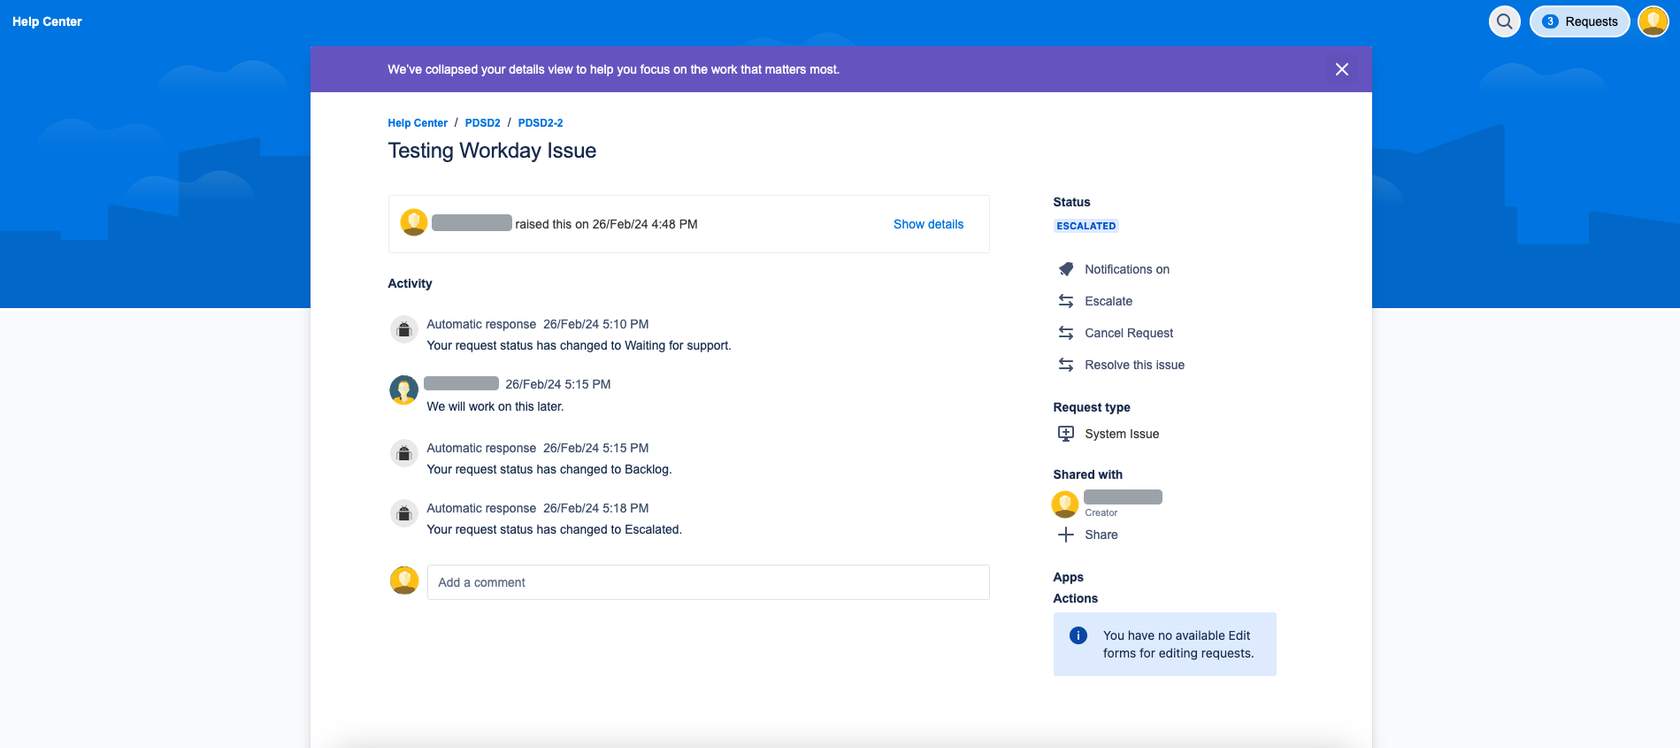 Help Center
3 Requests
We've collapsed your details view to help you focus on the work that matters most.
Help Center / PDSD2 / PDSD2-2
Testing Workday Issue
raised this on 26/Feb/24 4:48 PM
Show details
Activity
Automatic response 26/Feb/24 5:10 PM
Your request status has changed to Waiting for support.
26/Feb/24 5:15 PM
We will work on this later.
Automatic response 26/Feb/24 5:15 PM
Your request status has changed to Backlog.
Automatic response 26/Feb/24 5:18 PM
Your request status has changed to Escalated.
Add a comment
Status
ESCALATED
Notifications on
Escalate
Cancel Request
Resolve this issue
Request type
System Issue
Shared with
Creator
Share
Apps
Actions
You have no available Edit
forms for editing requests.